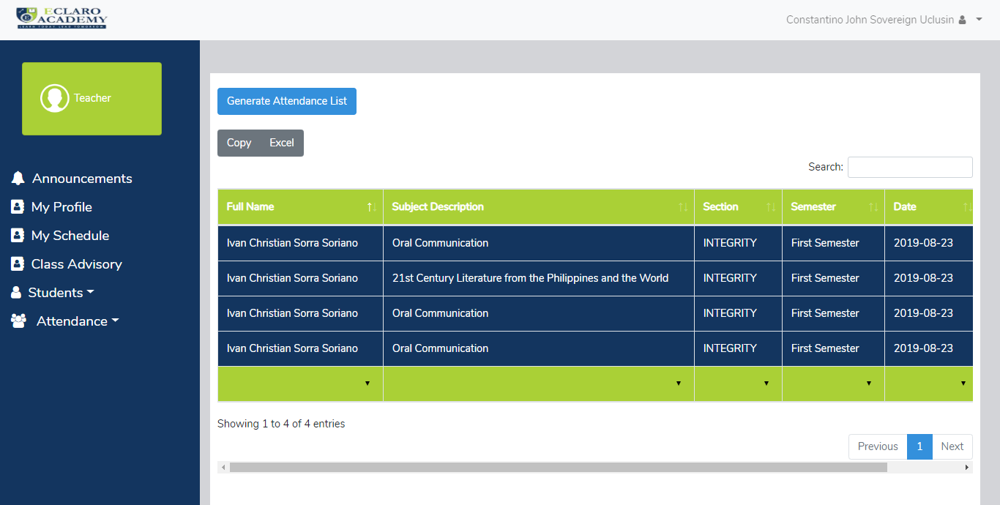 ECLARO
ACADEMY
LEARN TODAY. LEAD TOMORROW.
Constantino John Sovereign Uclusin
Teacher
Announcements
My Profile
My Schedule
Class Advisory
Students
Attendance
Generate Attendance List
Copy Excel
Search:
Full Name Subject Description Section Semester Date
Ivan Christian Sorra Soriano Oral Communication INTEGRITY First Semester 2019-08-23
Ivan Christian Sorra Soriano 21st Century Literature from the Philippines and the World INTEGRITY First Semester 2019-08-23
Ivan Christian Sorra Soriano Oral Communication INTEGRITY First Semester 2019-08-23
Ivan Christian Sorra Soriano Oral Communication INTEGRITY First Semester 2019-08-23
Showing 1 to 4 of 4 entries
Previous 1 Next